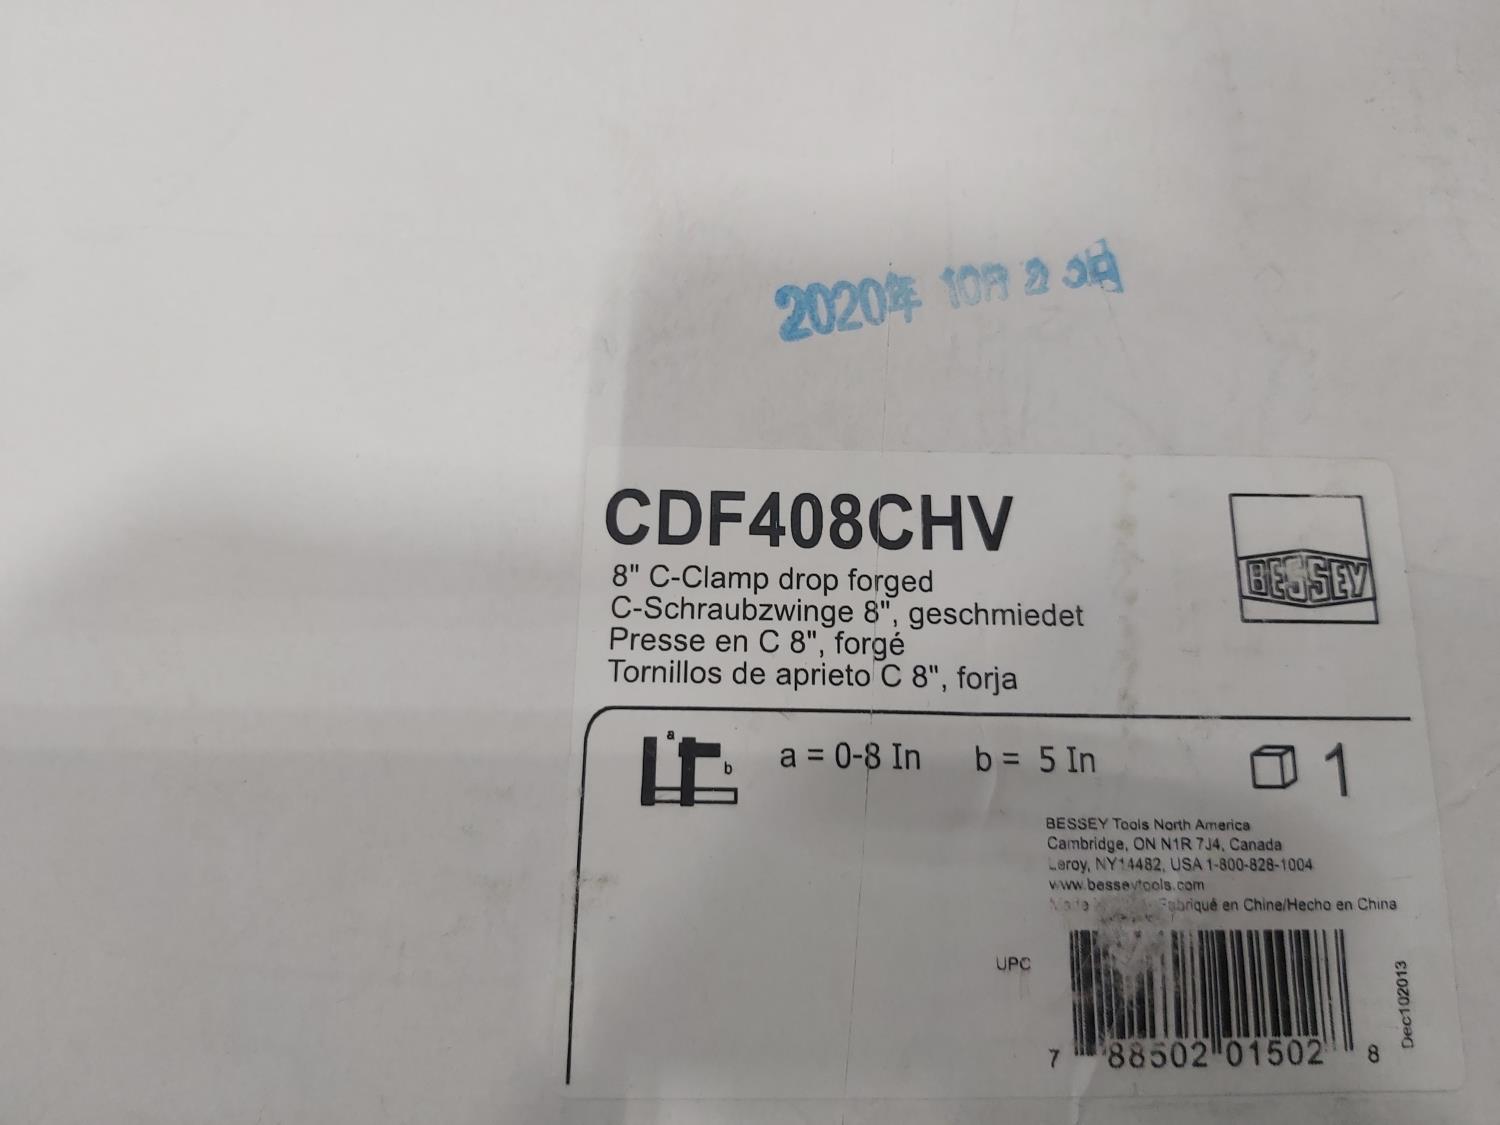 2020年 10月 2
CDF408CHV
BESSEY
8" C-Clamp drop forged
C-Schraubzwinge 8", geschmiedet
Presse en C 8", forgé
Tornillos de aprieto C 8", forja
a
b
a = 0-8 In b = 5 In
1
BESSEY Tools North America
Cambridge, ON N1R 7J4, Canada
Leroy, NY14482, USA 1-800-828-1004
www.besseytools.com
Fabriqué en Chine/Hecho en China
UPC
7 88502 01502 8
Dec102013